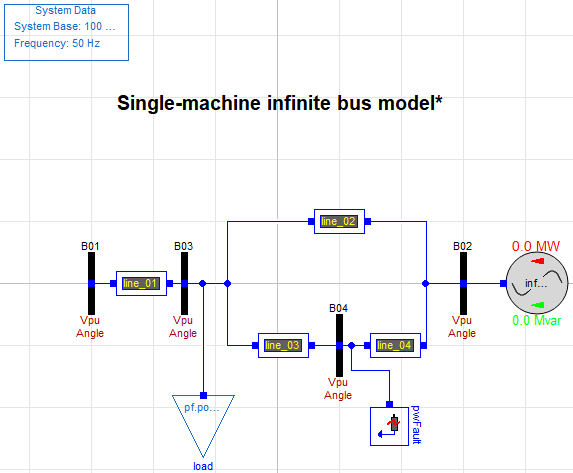 System Data
System Base: 100 ...
Frequency: 50 Hz
Single-machine infinite bus model*
line_02
B01
B03
B02
0.0 MW
line_01
inf...
B04
Vpu
Angle
Vpu
Angle
Vpu
Angle
0.0 Mvar
line_03
line_04
Vpu
Angle
pf.po...
pwFault
load